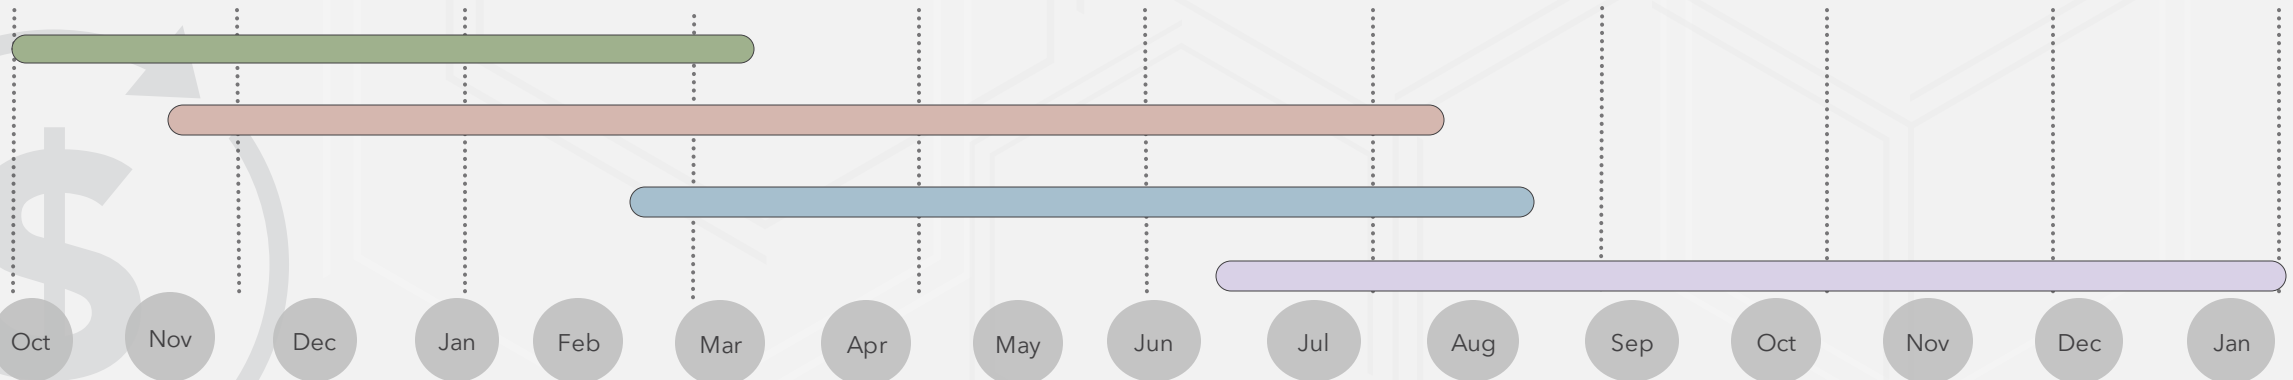 Oct Nov Dec Jan Feb Mar Apr May Jun Jul Aug Sep Oct Nov Dec Jan